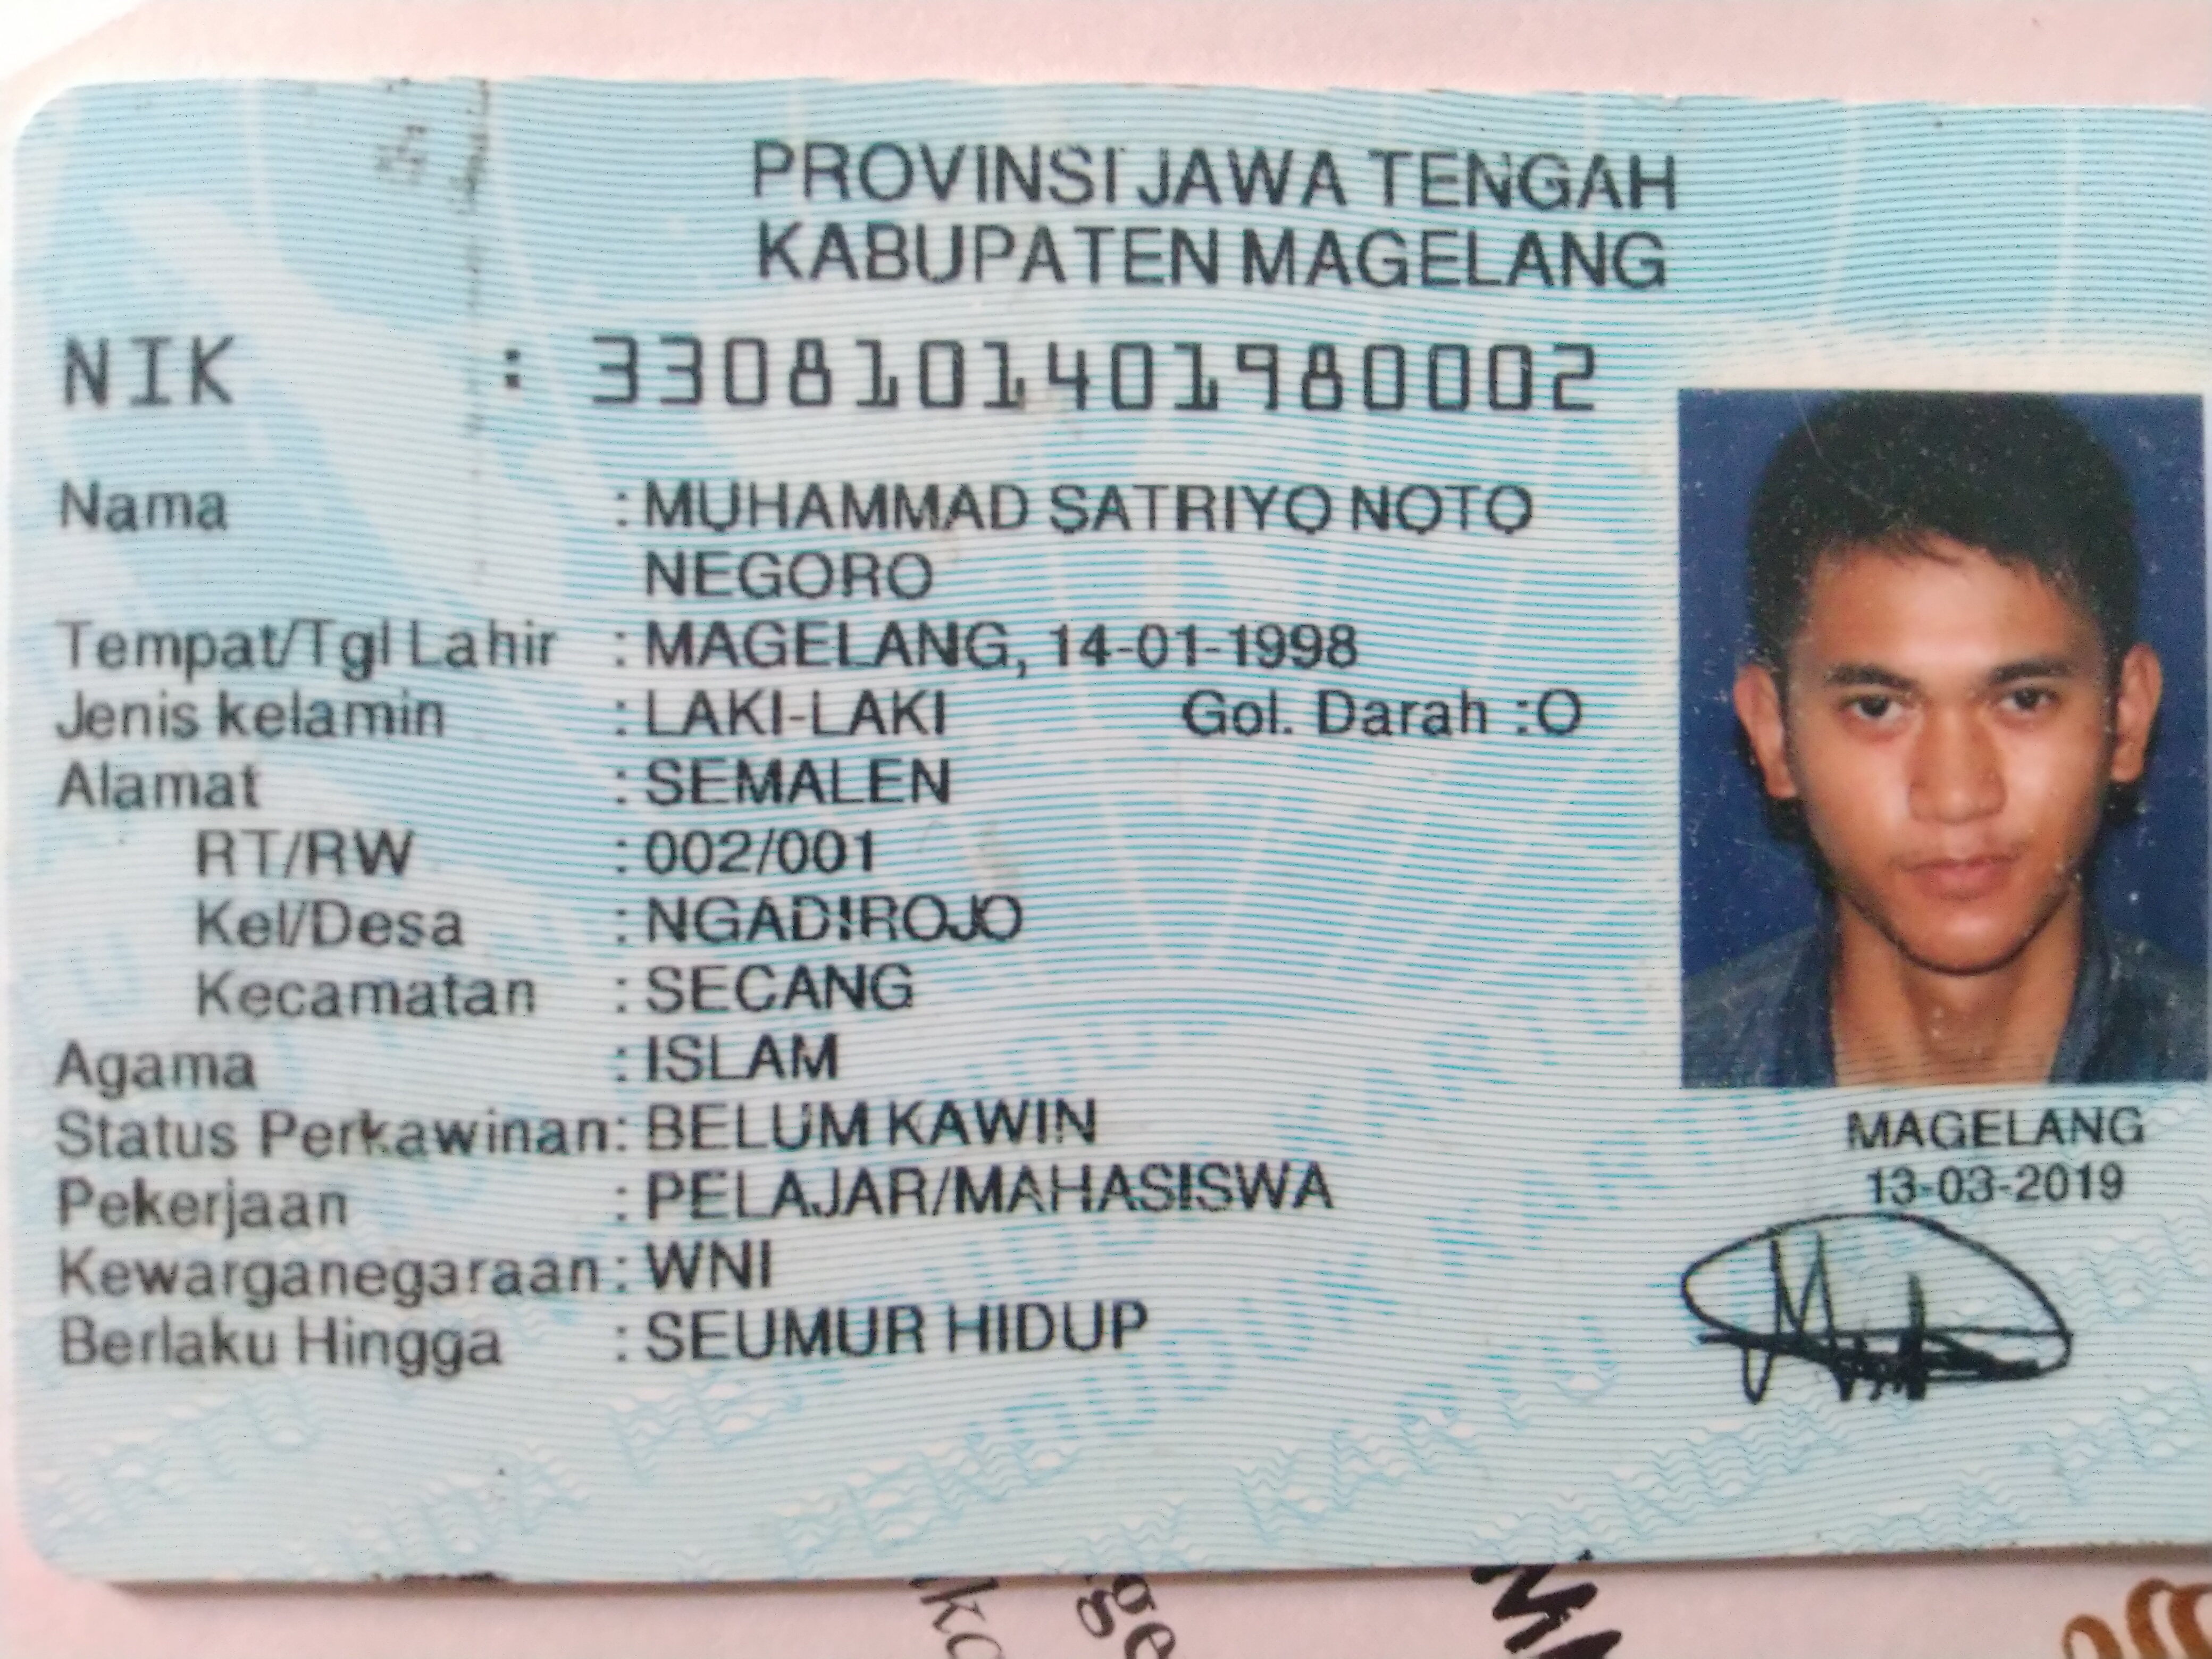 PROVINSI JAWA TENGAH
KABUPATEN MAGELANG
NIK : 3308101401980002
Nama : MUHAMMAD SATRIYO NOTO
NEGORO
Tempat/Tgl Lahir : MAGELANG, 14-01-1998
Jenis kelamin : LAKI-LAKI Gol. Darah :O
Alamat : SEMALEN
RT/RW : 002/001
Kel/Desa : NGADIROJO
Kecamatan : SECANG
Agama : ISLAM
Status Perkawinan: BELUM KAWIN
Pekerjaan : PELAJAR/MAHASISWA
Kewarganegaraan: WNI
Berlaku Hingga : SEUMUR HIDUP
MAGELANG
13-03-2019